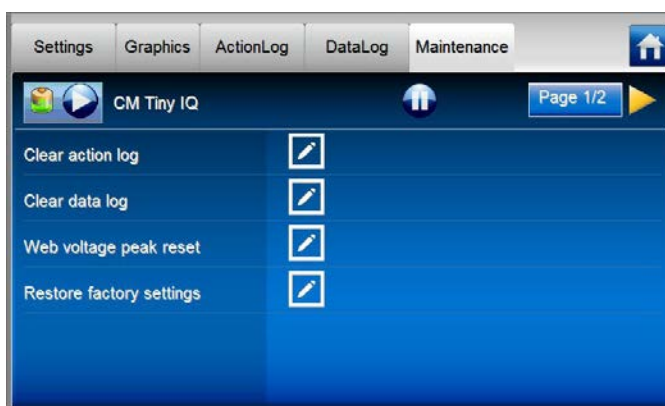 Settings Graphics ActionLog DataLog Maintenance
CM Tiny IQ Page 1/2
Clear action log
Clear data log
Web voltage peak reset
Restore factory settings